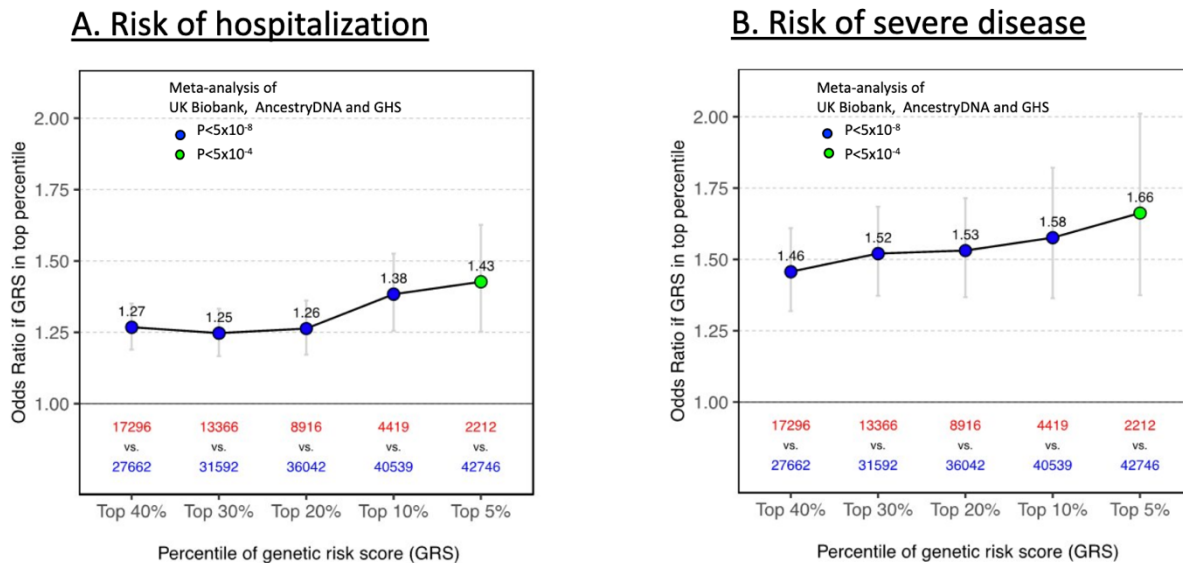 A. Risk of hospitalization
Meta-analysis of
UK Biobank, AncestryDNA and GHS
P<5x10⁻⁸
P<5x10⁻⁴
Odds Ratio if GRS in top percentile
2.00
1.75
1.50
1.25
1.00
1.27
1.25
1.26
1.38
1.43
17296 13366 8916 4419 2212
vs. vs. vs. vs. vs.
27662 31592 36042 40539 42746
Top 40% Top 30% Top 20% Top 10% Top 5%
Percentile of genetic risk score (GRS)
B. Risk of severe disease
Meta-analysis of
UK Biobank, AncestryDNA and GHS
P<5x10⁻⁸
P<5x10⁻⁴
Odds Ratio if GRS in top percentile
2.00
1.75
1.50
1.25
1.00
1.46
1.52
1.53
1.58
1.66
17296 13366 8916 4419 2212
vs. vs. vs. vs. vs.
27662 31592 36042 40539 42746
Top 40% Top 30% Top 20% Top 10% Top 5%
Percentile of genetic risk score (GRS)